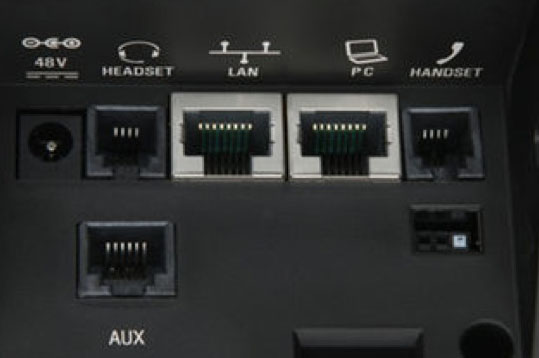 48V
HEADSET
LAN
PC
HANDSET
AUX